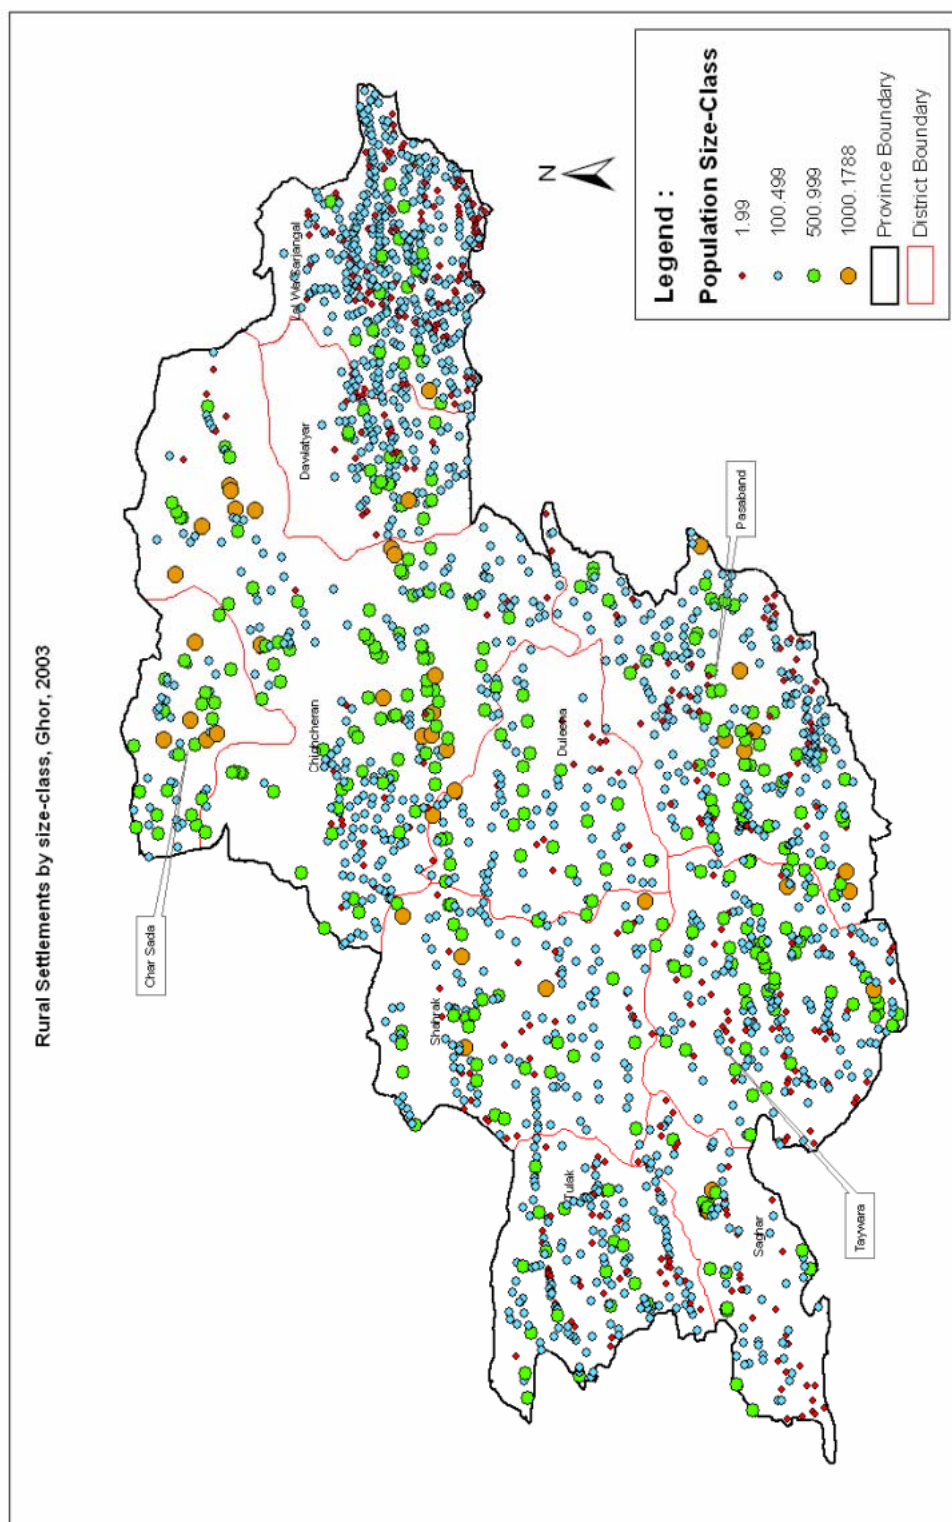 Rural Settlements by size-class, Ghor, 2003
Char Sada
Lal Wa Sarjangal
Dawlatyar
Chighcheran
Shahrak
Duleena
Tulak
Saghar
Taywara
Pasaband
N
Legend :
Population Size-Class
1.99
100.499
500.999
1000.1788
Province Boundary
District Boundary